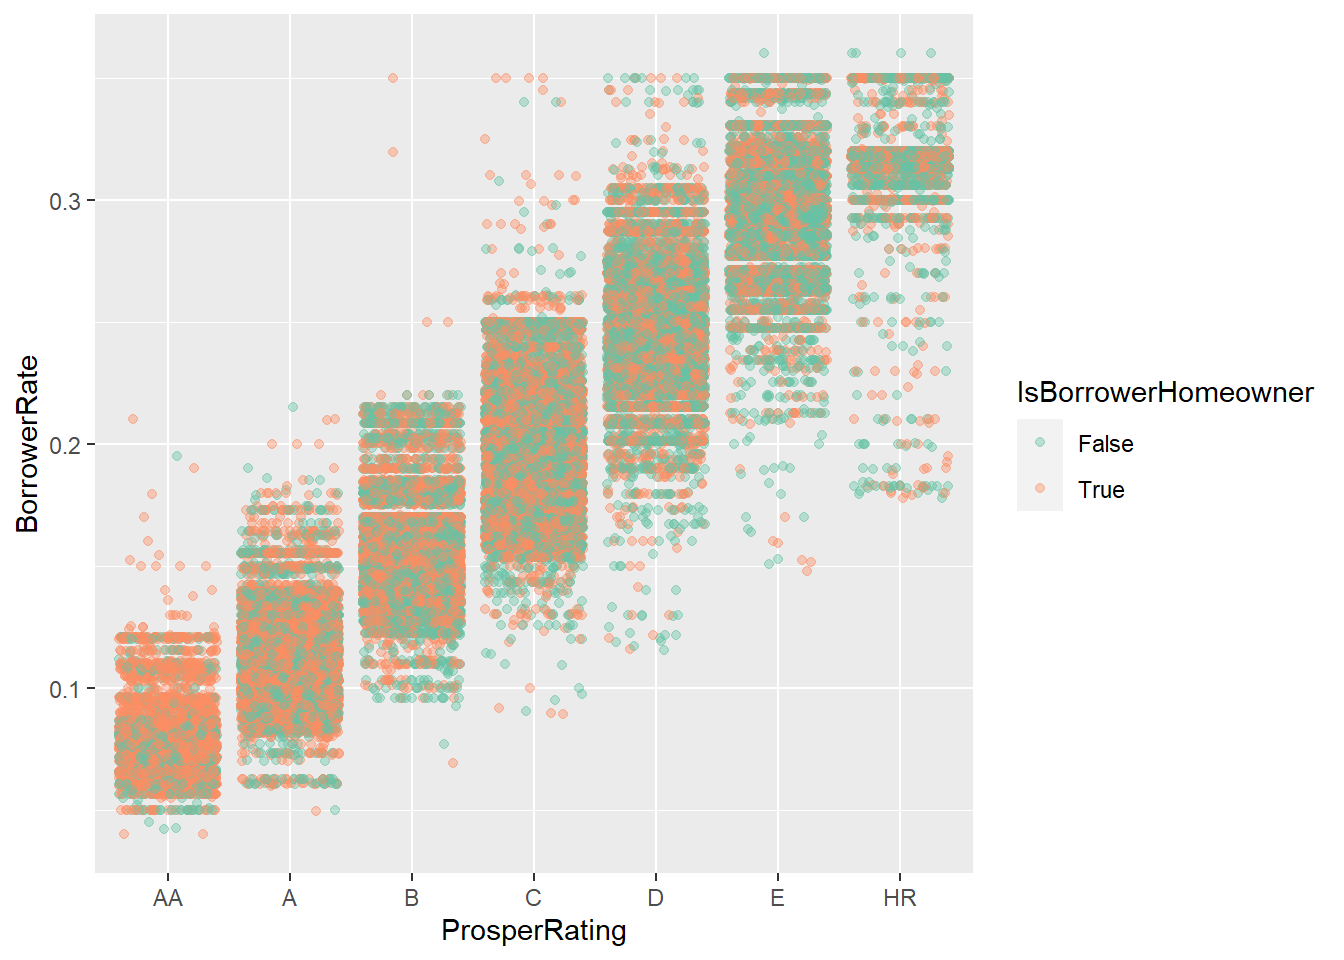 0.3
0.2
0.1
BorrowerRate
AA A B C D E HR
ProsperRating
IsBorrowerHomeowner
False
True